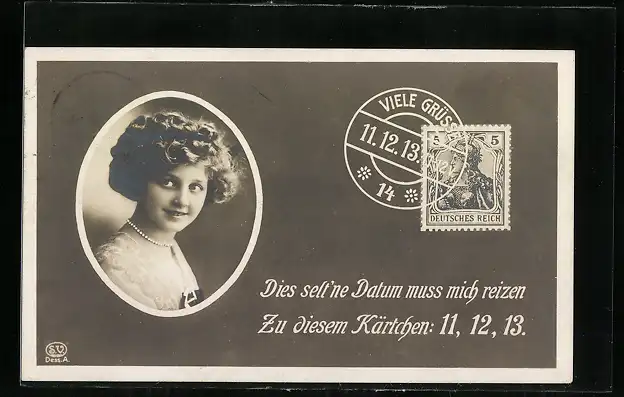 VIELE GRÜSS
11.12.13.
14
5 5
DEUTSCHES REICH
Dies selt'ne Datum muss mich reizen
Zu diesem Kärtchen: 11, 12, 13.
S.V.
Dess. A.